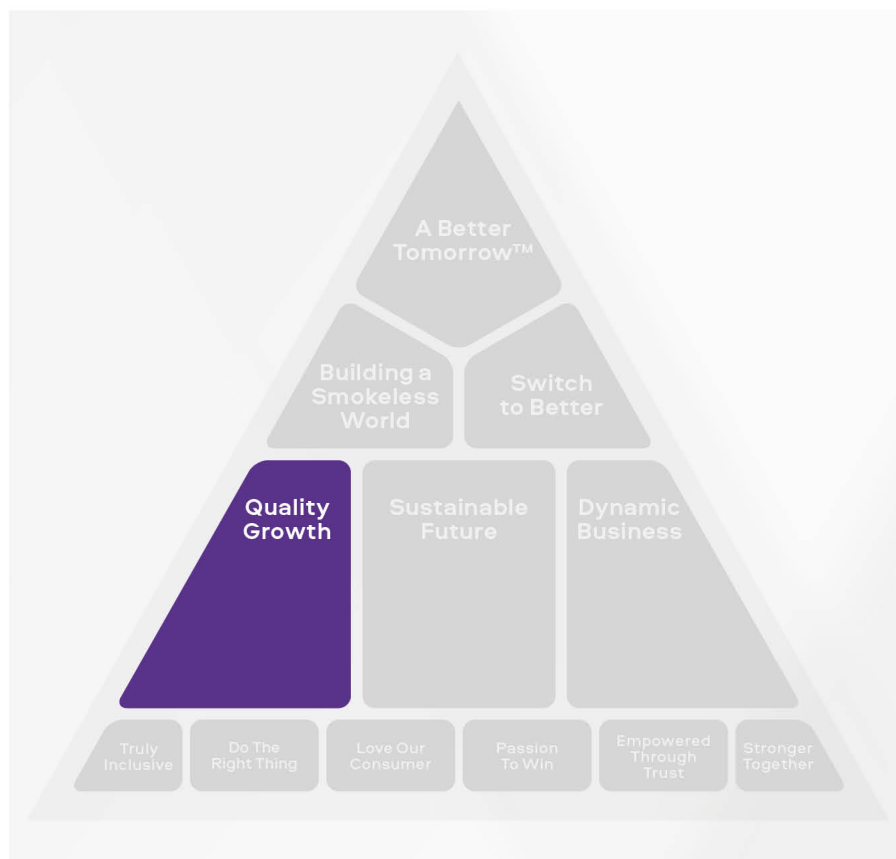 A Better
Tomorrow™
Building a
Smokeless
World
Switch
to Better
Quality
Growth
Sustainable
Future
Dynamic
Business
Truly
Inclusive
Do The
Right Thing
Love Our
Consumer
Passion
To Win
Empowered
Through
Trust
Stronger
Together